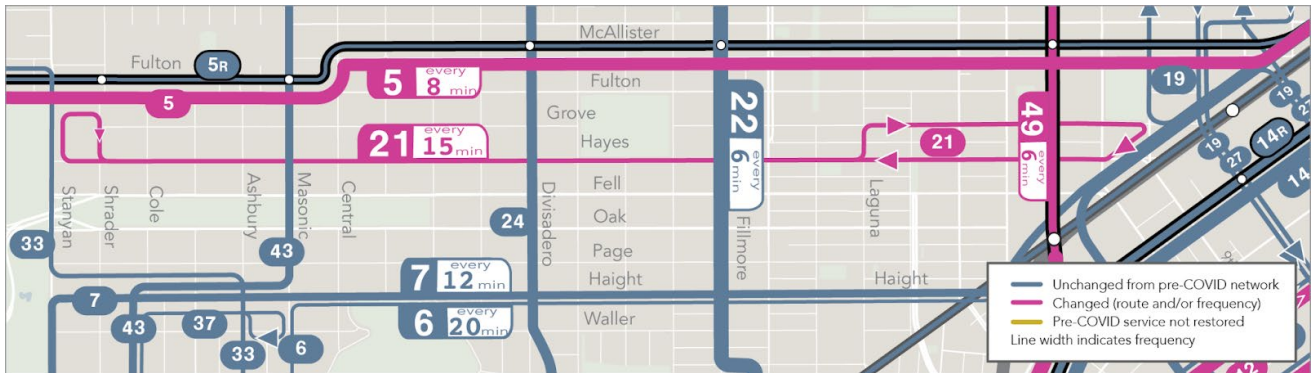 McAllister
Fulton
5R
5
5 every 8 min
Fulton
19
Grove
19
2
21 every 15 min
Hayes
21
22 every 6 min
49 every 6 min
19 • 27
14R
14
Stanyan
Shrader
Cole
Ashbury
Masonic
Central
Divisadero
Fillmore
Laguna
Fell
Oak
Page
33
43
24
7 every 12 min
Haight
Haight
7
6 every 20 min
Waller
43
37
33
6
Unchanged from pre-COVID network
Changed (route and/or frequency)
Pre-COVID service not restored
Line width indicates frequency
12